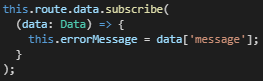 this.route.data.subscribe(
  (data: Data) => {
    this.errorMessage = data['message'];
  }
);